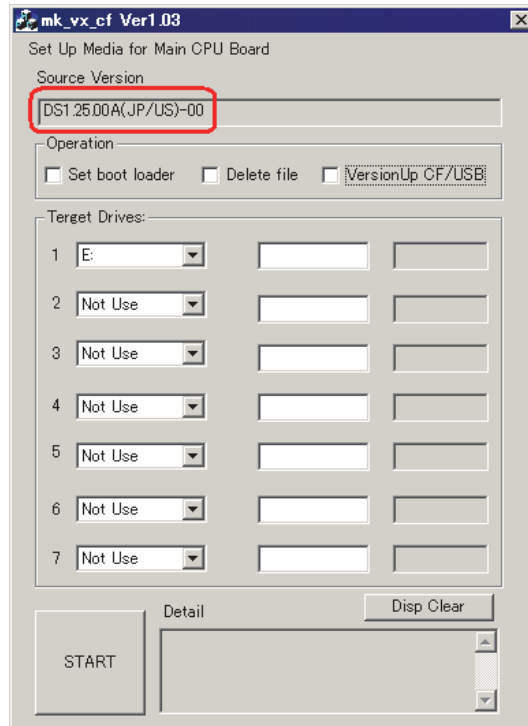 mk_vx_cf Ver1.03
Set Up Media for Main CPU Board
Source Version
DS1.25.00A(JP/US)-00
Operation
Set boot loader Delete file VersionUp CF/USB
Terget Drives:
1 E:
2 Not Use
3 Not Use
4 Not Use
5 Not Use
6 Not Use
7 Not Use
Detail Disp Clear
START